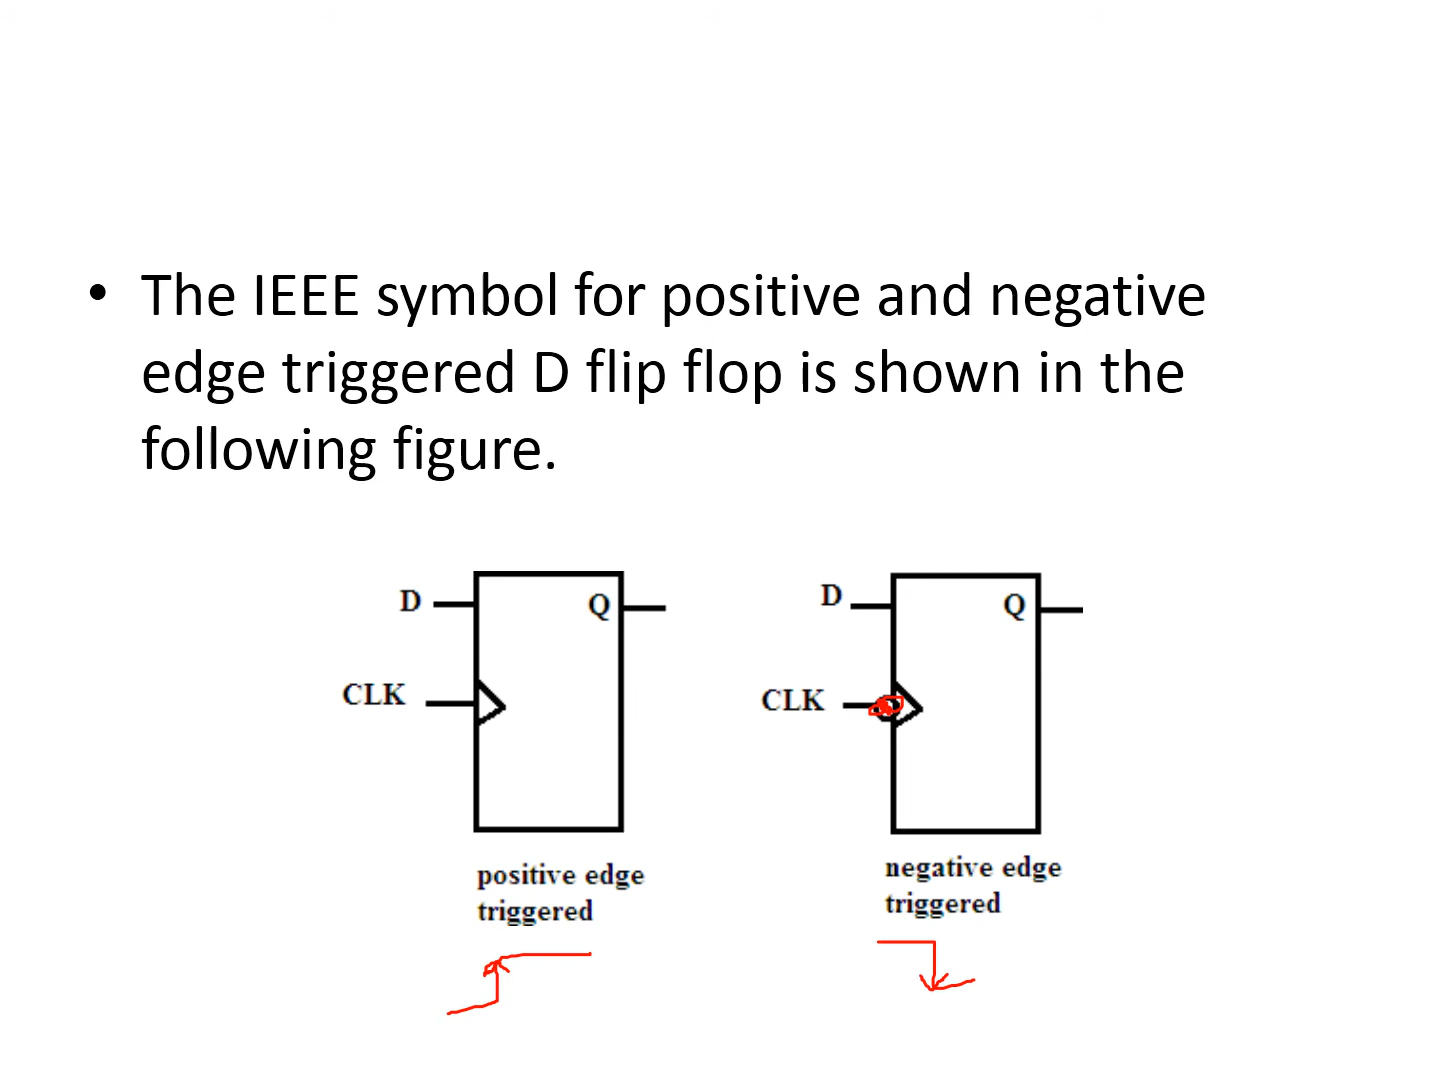 • The IEEE symbol for positive and negative
edge triggered D flip flop is shown in the
following figure.
D
Q
CLK
positive edge
triggered
D
Q
CLK
negative edge
triggered